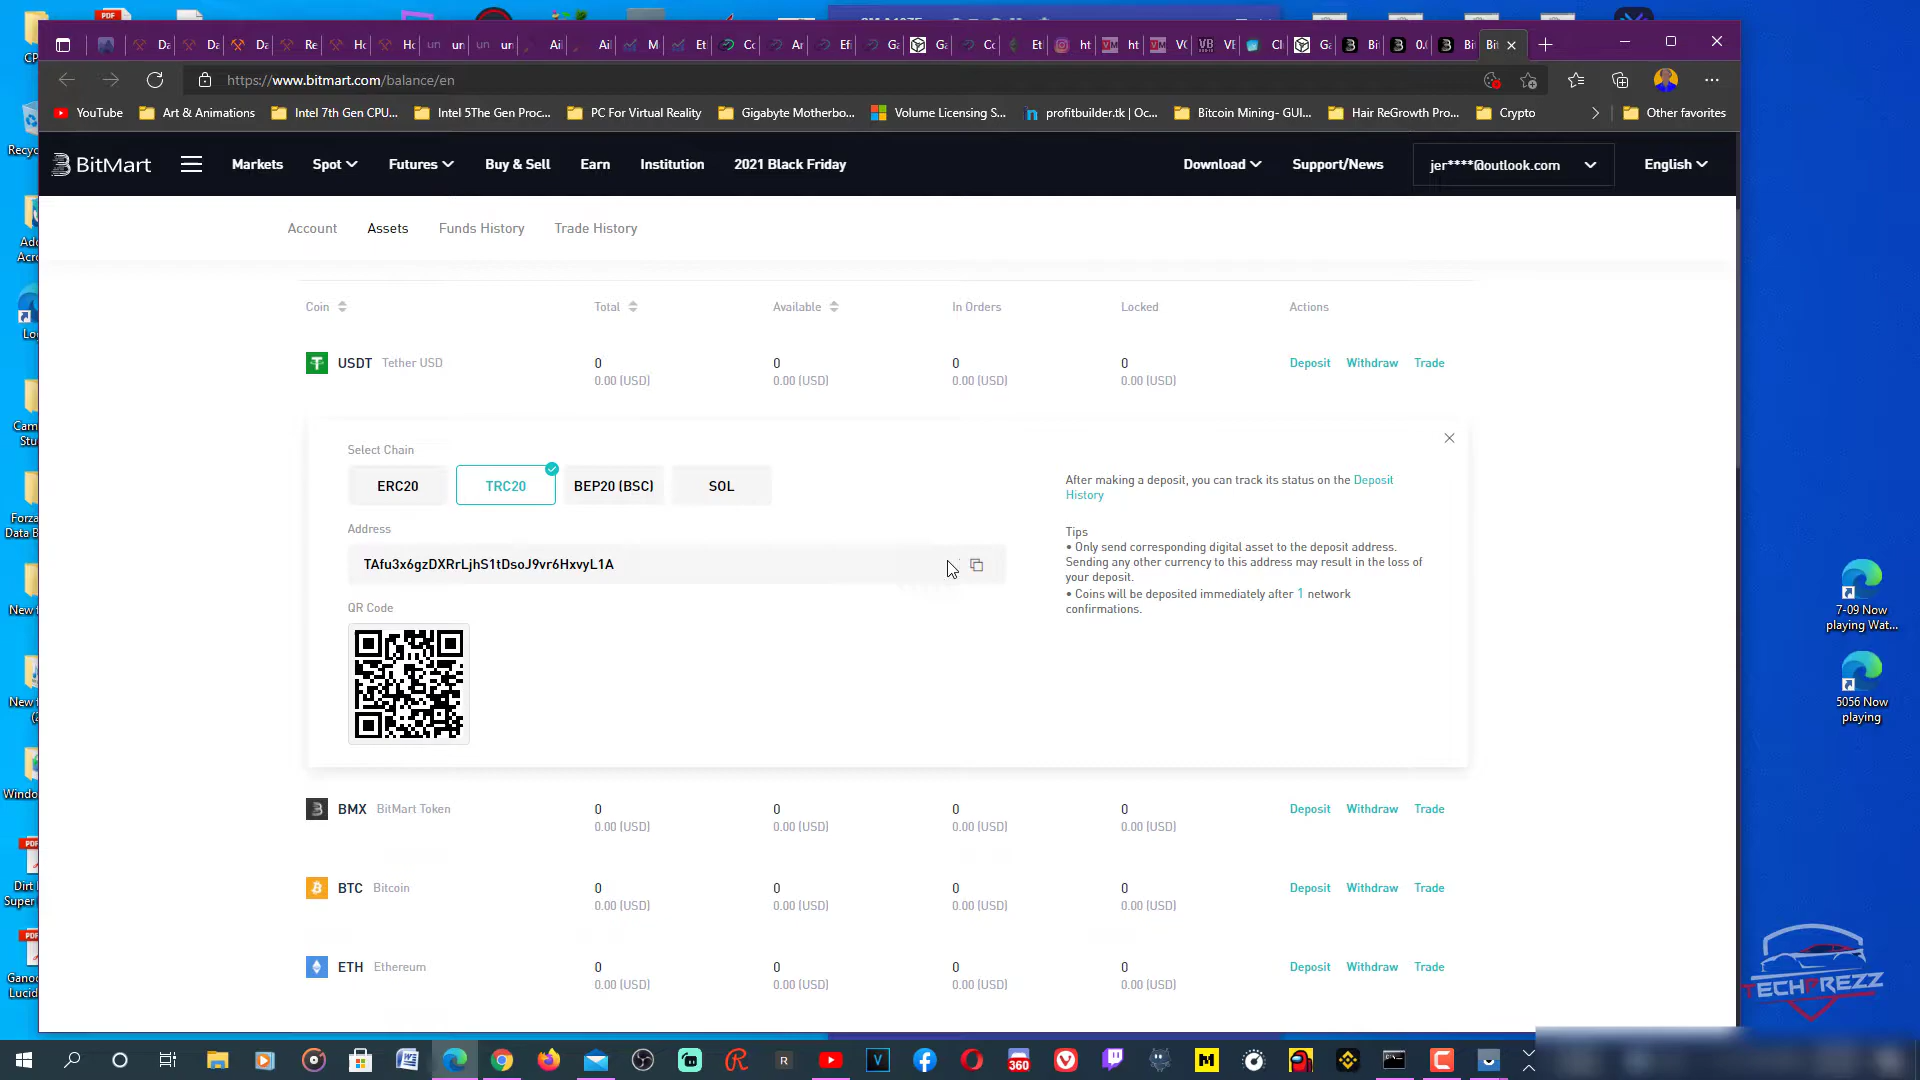 https://www.bitmart.com/balance/en
YouTube Art & Animations Intel 7th Gen CPU... Intel 5The Gen Proc... PC For Virtual Reality Gigabyte Motherbo... Volume Licensing S... profitbuilder.tk | Oc... Bitcoin Mining- GUI... Hair ReGrowth Pro... Crypto Other favorites
BitMart Markets Spot Futures Buy & Sell Earn Institution 2021 Black Friday Download Support/News jer****@outlook.com English
Account Assets Funds History Trade History
Coin Total Available In Orders Locked Actions
USDT Tether USD 0 0 0 0 Deposit Withdraw Trade
0.00 (USD) 0.00 (USD) 0.00 (USD) 0.00 (USD)
Select Chain
ERC20 TRC20 BEP20 (BSC) SOL
After making a deposit, you can track its status on the Deposit
History
Address
TAfu3x6gzDXRrLjhS1tDsoJ9vr6HxvyL1A
Tips
• Only send corresponding digital asset to the deposit address.
Sending any other currency to this address may result in the loss of
your deposit.
• Coins will be deposited immediately after 1 network
confirmations.
QR Code
BMX BitMart Token 0 0 0 0 Deposit Withdraw Trade
0.00 (USD) 0.00 (USD) 0.00 (USD) 0.00 (USD)
BTC Bitcoin 0 0 0 0 Deposit Withdraw Trade
0.00 (USD) 0.00 (USD) 0.00 (USD) 0.00 (USD)
ETH Ethereum 0 0 0 0 Deposit Withdraw Trade
0.00 (USD) 0.00 (USD) 0.00 (USD) 0.00 (USD)
7-09 Now
playing Wat...
5056 Now
playing
TECHPREZZ